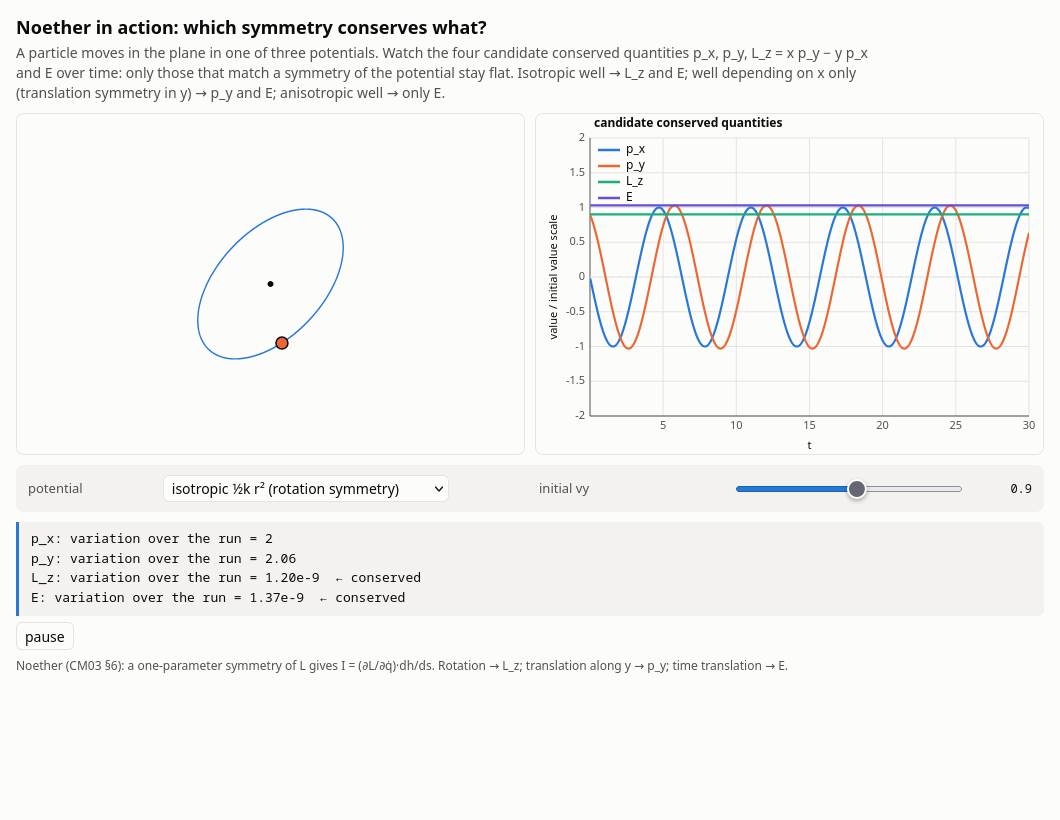 Noether in action: which symmetry conserves what?
A particle moves in the plane in one of three potentials. Watch the four candidate conserved quantities p_x, p_y, L_z = x p_y − y p_x
and E over time: only those that match a symmetry of the potential stay flat. Isotropic well → L_z and E; well depending on x only
(translation symmetry in y) → p_y and E; anisotropic well → only E.
candidate conserved quantities
2
1.5
1
0.5
0
-0.5
-1
-1.5
-2
value / initial value scale
p_x
p_y
L_z
E
5 10 15 20 25 30
t
potential isotropic ½k r² (rotation symmetry) initial vy 0.9
p_x: variation over the run = 2
p_y: variation over the run = 2.06
L_z: variation over the run = 1.20e-9 ← conserved
E: variation over the run = 1.37e-9 ← conserved
pause
Noether (CM03 §6): a one-parameter symmetry of L gives I = (∂L/∂q̇)·dh/ds. Rotation → L_z; translation along y → p_y; time translation → E.